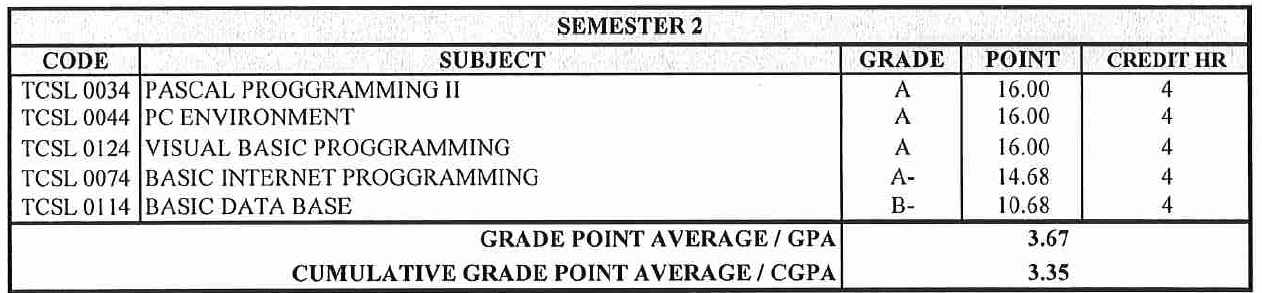 SEMESTER 2
CODE SUBJECT GRADE POINT CREDIT HR
TCSL 0034 PASCAL PROGGRAMMING II A 16.00 4
TCSL 0044 PC ENVIRONMENT A 16.00 4
TCSL 0124 VISUAL BASIC PROGGRAMMING A 16.00 4
TCSL 0074 BASIC INTERNET PROGGRAMMING A- 14.68 4
TCSL 0114 BASIC DATA BASE B- 10.68 4
GRADE POINT AVERAGE / GPA 3.67
CUMULATIVE GRADE POINT AVERAGE / CGPA 3.35